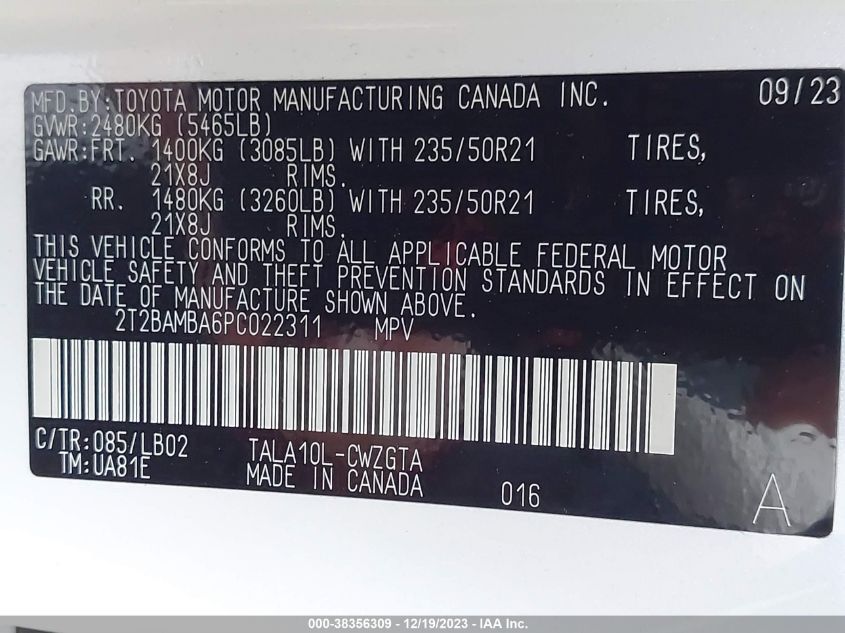 MFD.BY:TOYOTA MOTOR MANUFACTURING CANADA INC. 09/23
GVWR:2480KG (5465LB)
GAWR:FRT. 1400KG (3085LB) WITH 235/50R21 TIRES,
21X8J RIMS.
RR. 1480KG (3260LB) WITH 235/50R21 TIRES,
21X8J RIMS.
THIS VEHICLE CONFORMS TO ALL APPLICABLE FEDERAL MOTOR
VEHICLE SAFETY AND THEFT PREVENTION STANDARDS IN EFFECT ON
THE DATE OF MANUFACTURE SHOWN ABOVE.
2T2BAMBA6PC022311 MPV
C/TR:085/LB02 TALA10L-CWZGTA
TM:UA81E MADE IN CANADA 016 A
000-38356309 - 12/19/2023 - IAA Inc.